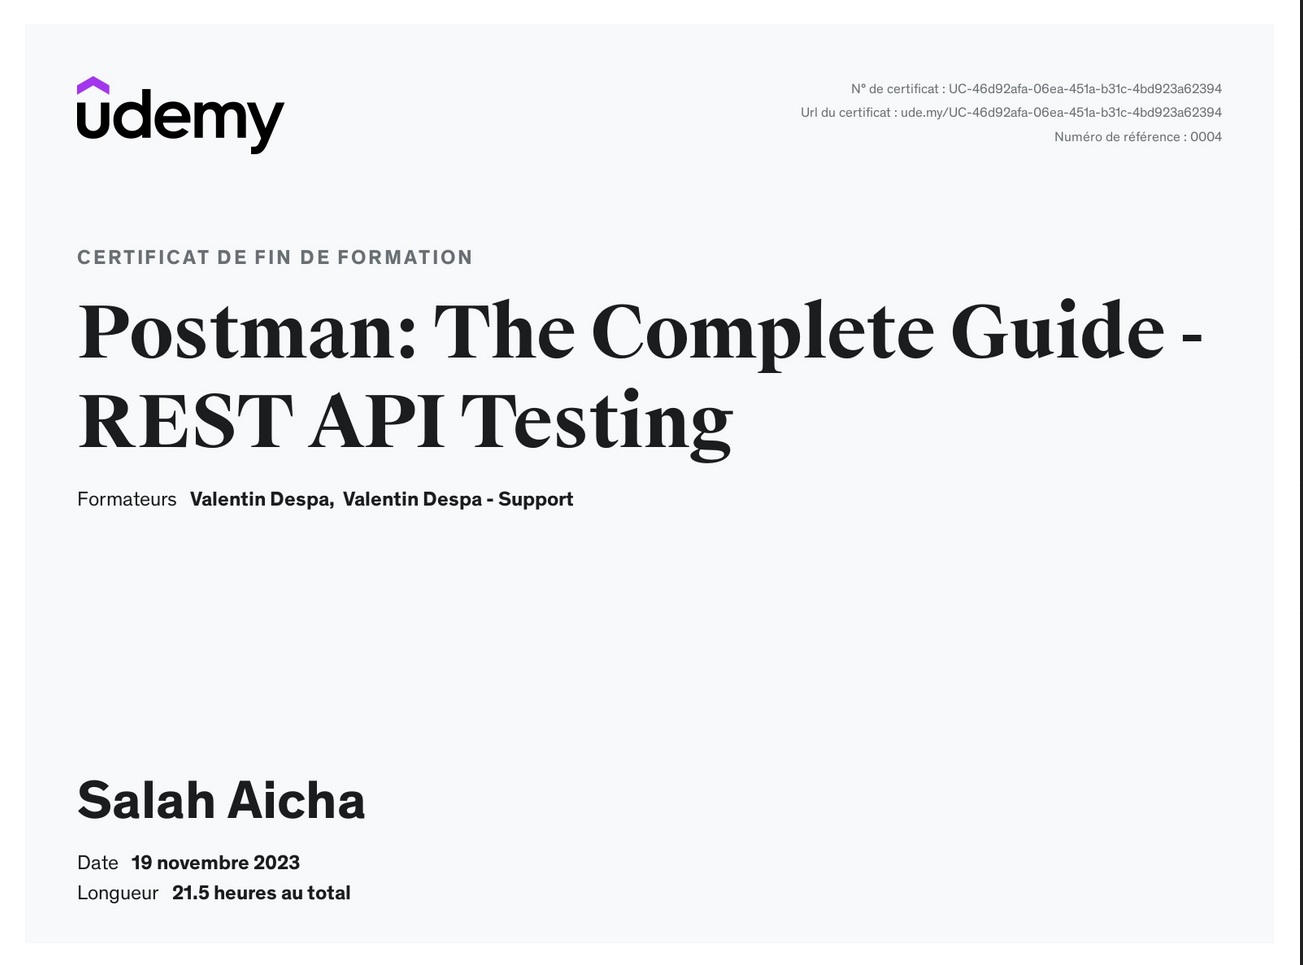 udemy
N° de certificat : UC-46d92afa-06ea-451a-b31c-4bd923a62394
Url du certificat : ude.my/UC-46d92afa-06ea-451a-b31c-4bd923a62394
Numéro de référence : 0004
CERTIFICAT DE FIN DE FORMATION
Postman: The Complete Guide -
REST API Testing
Formateurs Valentin Despa, Valentin Despa - Support
Salah Aicha
Date 19 novembre 2023
Longueur 21.5 heures au total